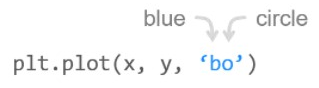 blue circle
plt.plot(x, y, ‘bo’)